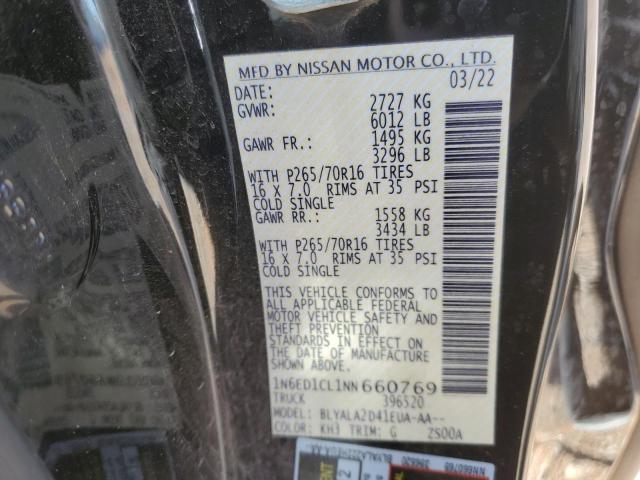 MFD BY NISSAN MOTOR CO., LTD.
DATE: 03/22
GVWR: 2727 KG
6012 LB
GAWR FR.: 1495 KG
3296 LB
WITH P265/70R16 TIRES
16 X 7.0 RIMS AT 35 PSI
COLD SINGLE
GAWR RR.: 1558 KG
3434 LB
WITH P265/70R16 TIRES
16 X 7.0 RIMS AT 35 PSI
COLD SINGLE
THIS VEHICLE CONFORMS TO
ALL APPLICABLE FEDERAL
MOTOR VEHICLE SAFETY AND
THEFT PREVENTION
STANDARDS IN EFFECT ON
THE DATE OF MANUFACTURE
SHOWN ABOVE.
1N6ED1CL1NN660769
TRUCK 396520
MODEL: BLYALA2D41EUA-AA--
COLOR: KH3 TRIM: G 2S00A
NN660769
396520